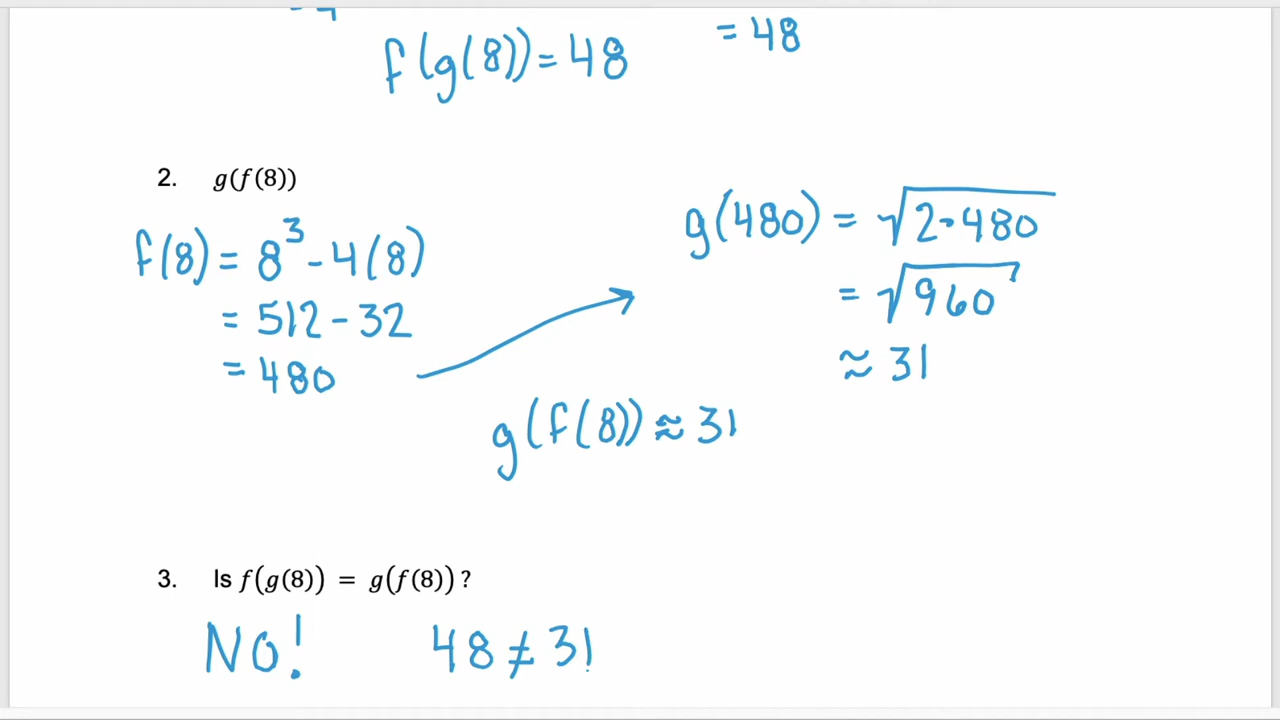 = 4
= 48
f(g(8)) = 48
2. g(f(8))
f(8) = 8³ - 4(8)
= 512 - 32
= 480
g(480) = √(2·480)
= √960
≈ 31
g(f(8)) ≈ 31
3. Is f(g(8)) = g(f(8)) ?
NO! 48 ≠ 31